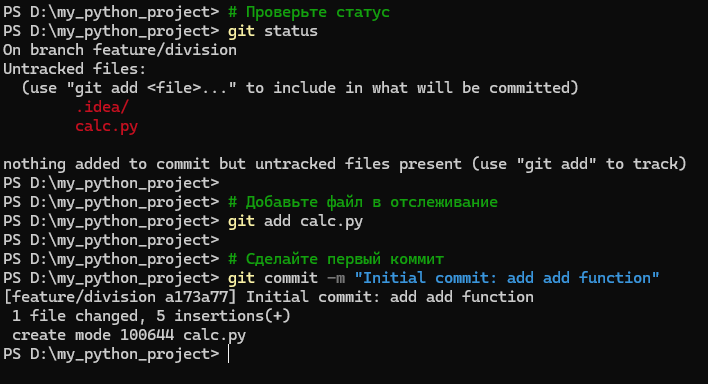 PS D:\my_python_project> # Проверьте статус
PS D:\my_python_project> git status
On branch feature/division
Untracked files:
  (use "git add <file>..." to include in what will be committed)
        .idea/
        calc.py

nothing added to commit but untracked files present (use "git add" to track)
PS D:\my_python_project>
PS D:\my_python_project> # Добавьте файл в отслеживание
PS D:\my_python_project> git add calc.py
PS D:\my_python_project>
PS D:\my_python_project> # Сделайте первый коммит
PS D:\my_python_project> git commit -m "Initial commit: add add function"
[feature/division a173a77] Initial commit: add add function
 1 file changed, 5 insertions(+)
 create mode 100644 calc.py
PS D:\my_python_project>